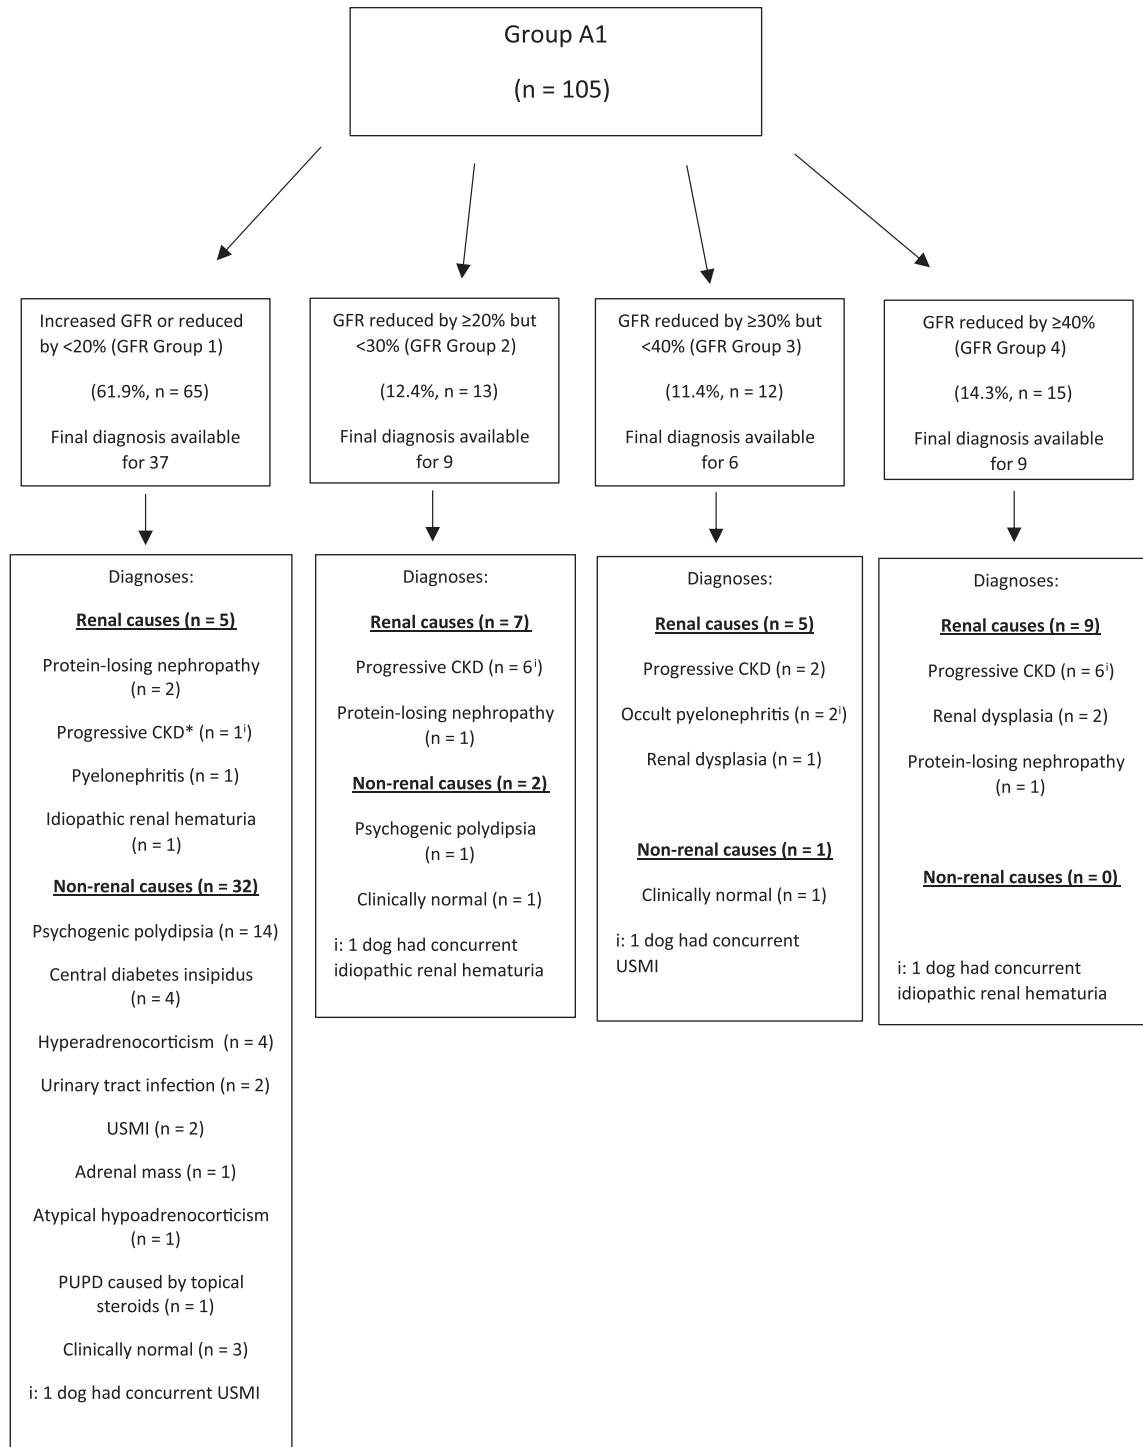 Group A1
(n = 105)
Increased GFR or reduced
by <20% (GFR Group 1)
(61.9%, n = 65)
Final diagnosis available
for 37
GFR reduced by ≥20% but
<30% (GFR Group 2)
(12.4%, n = 13)
Final diagnosis available
for 9
GFR reduced by ≥30% but
<40% (GFR Group 3)
(11.4%, n = 12)
Final diagnosis available
for 6
GFR reduced by ≥40%
(GFR Group 4)
(14.3%, n = 15)
Final diagnosis available
for 9
Diagnoses:
Renal causes (n = 5)
Protein-losing nephropathy
(n = 2)
Progressive CKD* (n = 1ⁱ)
Pyelonephritis (n = 1)
Idiopathic renal hematuria
(n = 1)
Non-renal causes (n = 32)
Psychogenic polydipsia (n = 14)
Central diabetes insipidus
(n = 4)
Hyperadrenocorticism (n = 4)
Urinary tract infection (n = 2)
USMI (n = 2)
Adrenal mass (n = 1)
Atypical hypoadrenocorticism
(n = 1)
PUPD caused by topical
steroids (n = 1)
Clinically normal (n = 3)
i: 1 dog had concurrent USMI
Diagnoses:
Renal causes (n = 7)
Progressive CKD (n = 6ⁱ)
Protein-losing nephropathy
(n = 1)
Non-renal causes (n = 2)
Psychogenic polydipsia
(n = 1)
Clinically normal (n = 1)
i: 1 dog had concurrent
idiopathic renal hematuria
Diagnoses:
Renal causes (n = 5)
Progressive CKD (n = 2)
Occult pyelonephritis (n = 2ⁱ)
Renal dysplasia (n = 1)
Non-renal causes (n = 1)
Clinically normal (n = 1)
i: 1 dog had concurrent
USMI
Diagnoses:
Renal causes (n = 9)
Progressive CKD (n = 6ⁱ)
Renal dysplasia (n = 2)
Protein-losing nephropathy
(n = 1)
Non-renal causes (n = 0)
i: 1 dog had concurrent
idiopathic renal hematuria